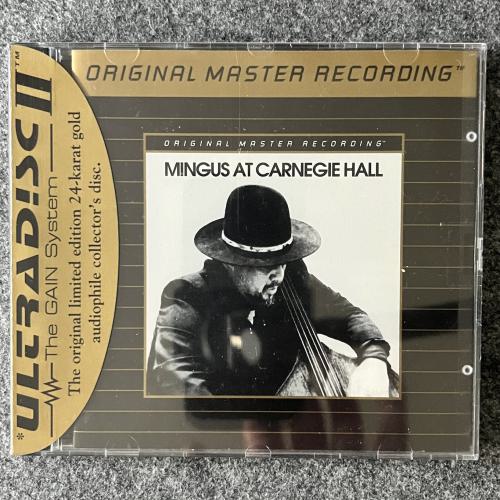 ORIGINAL MASTER RECORDING™
ORIGINAL MASTER RECORDING™
MINGUS AT CARNEGIE HALL
*ULTRADISC II™
The GAIN System
The original limited edition 24-karat gold
audiophile collector's disc.